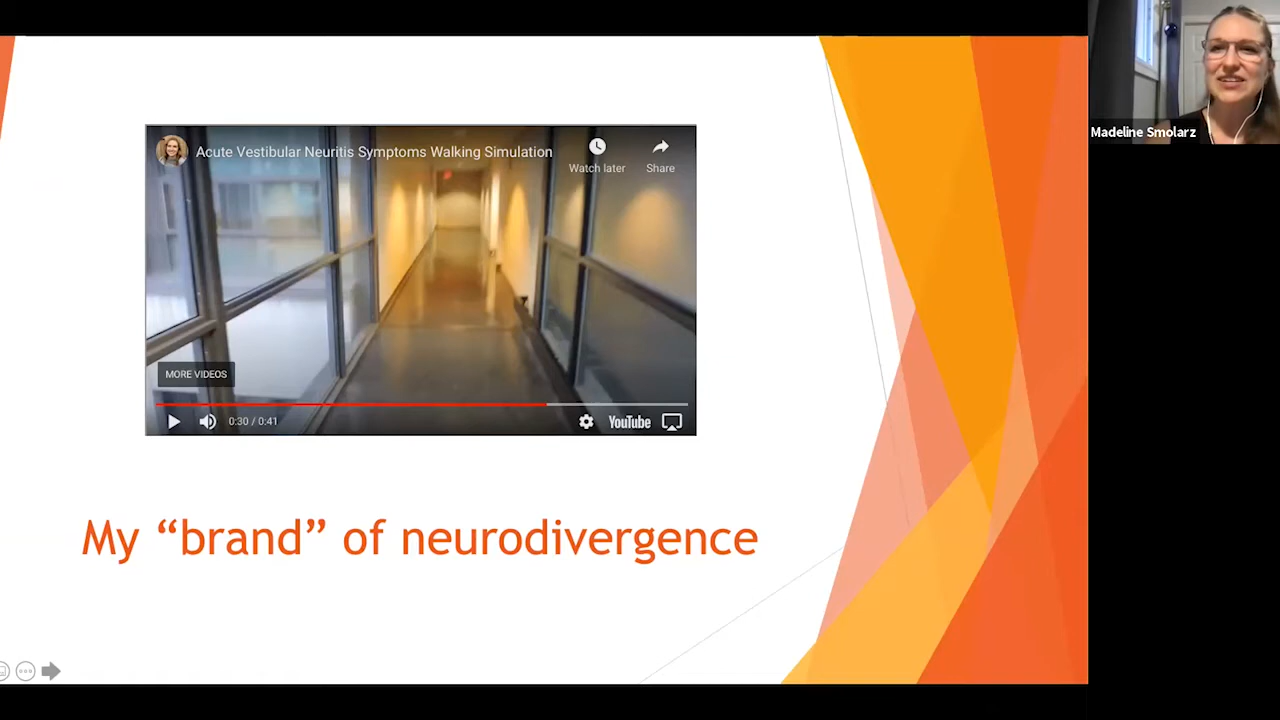 Acute Vestibular Neuritis Symptoms Walking Simulation
Watch later
Share
MORE VIDEOS
0:30 / 0:41
YouTube
My “brand” of neurodivergence
Madeline Smolarz